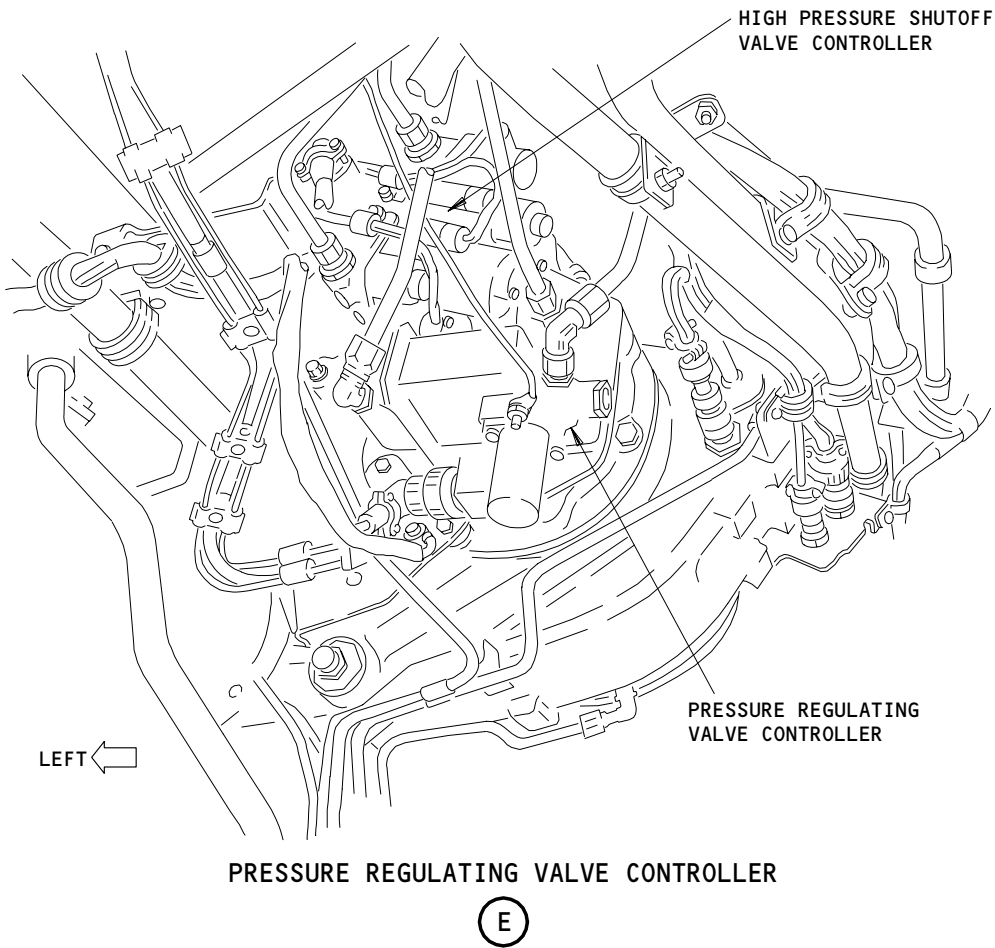 HIGH PRESSURE SHUTOFF
VALVE CONTROLLER
PRESSURE REGULATING
VALVE CONTROLLER
LEFT
PRESSURE REGULATING VALVE CONTROLLER
E